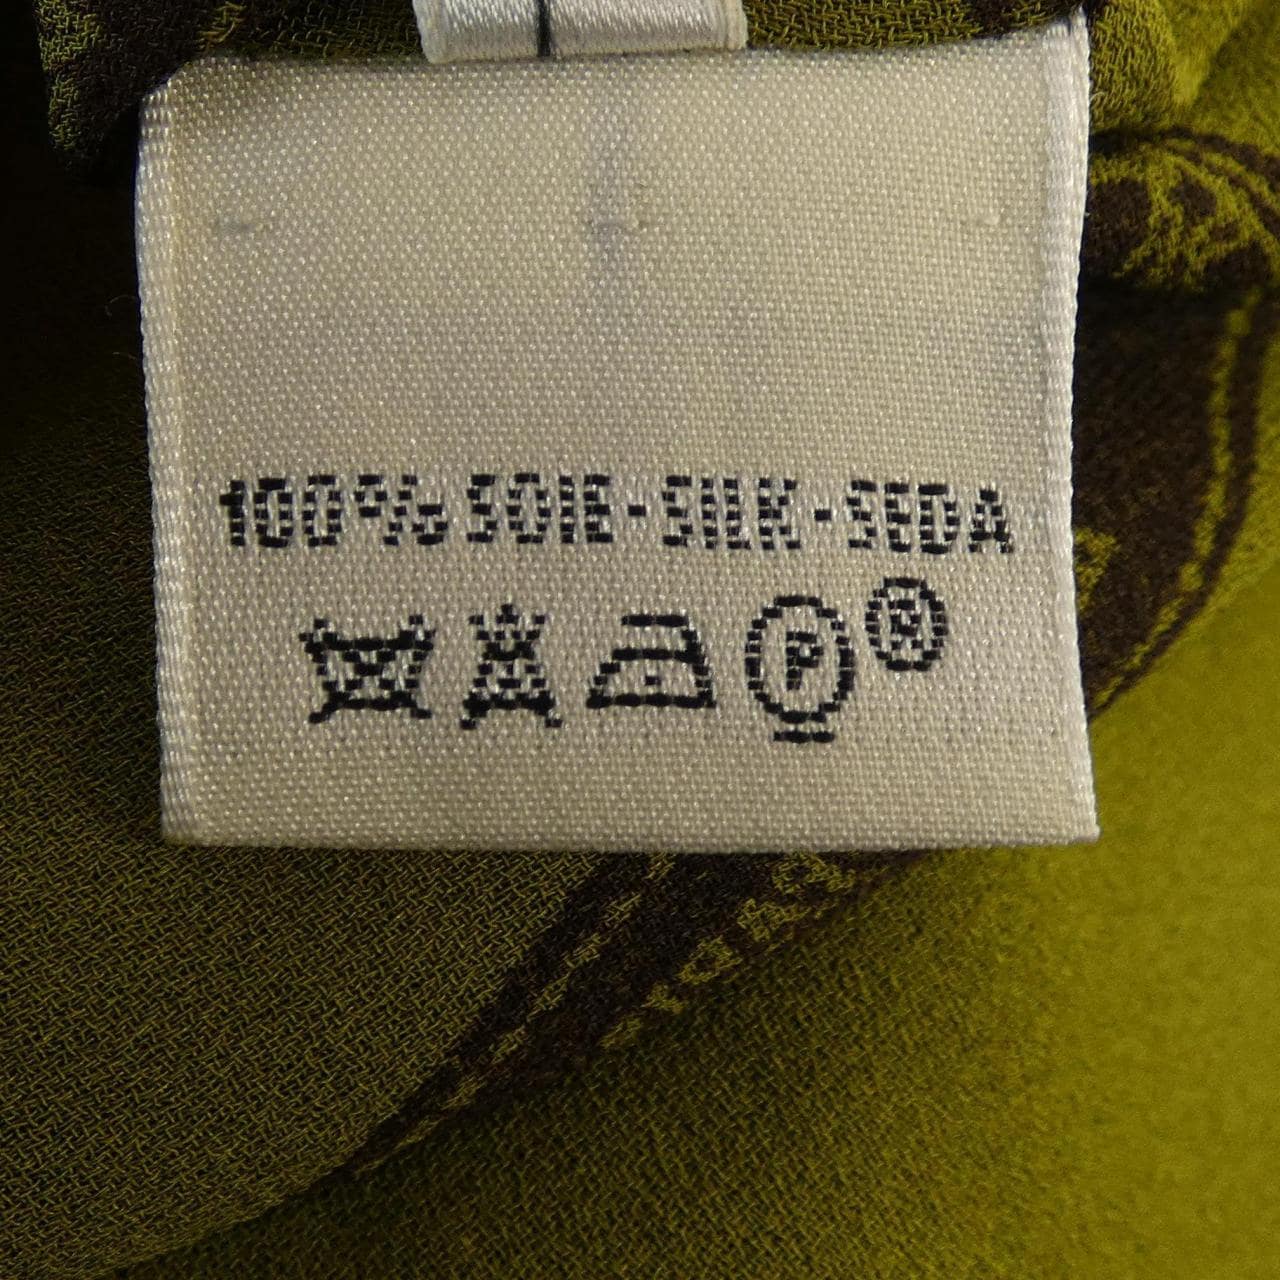 100% SOIE - SILK - SEDA
P ®